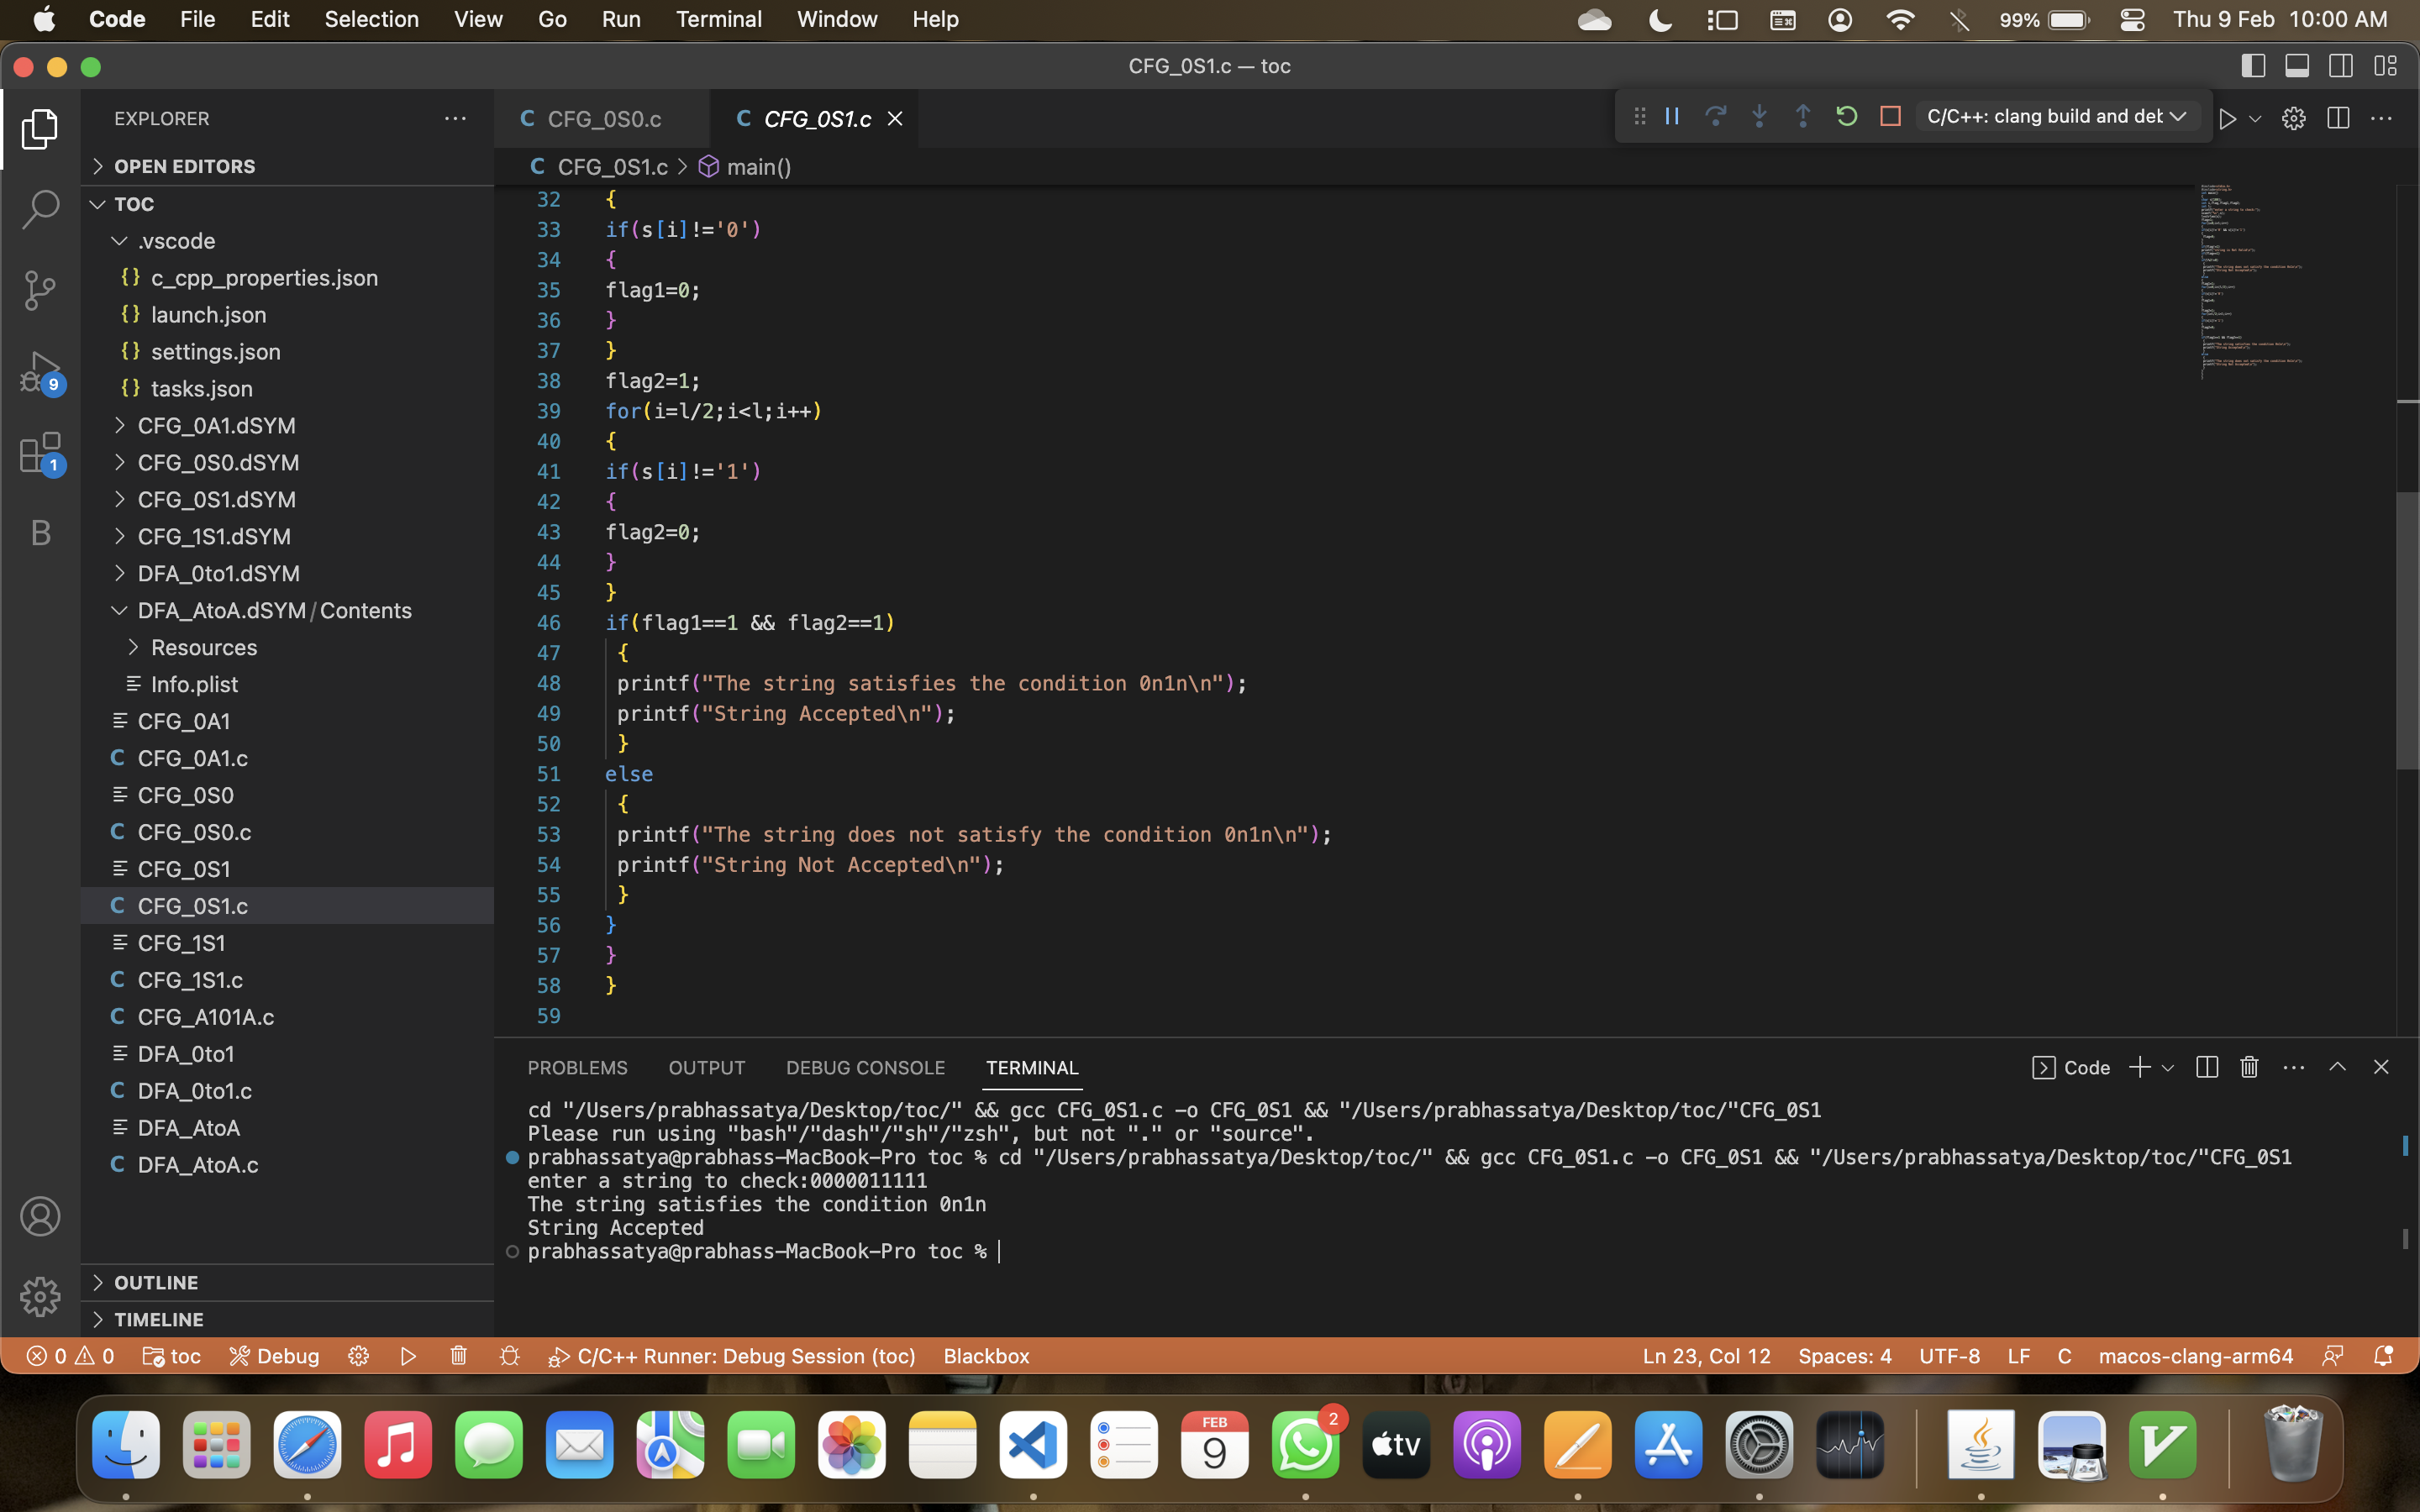 Code File Edit Selection View Go Run Terminal Window Help 99% Thu 9 Feb 10:00 AM
CFG_0S1.c — toc
EXPLORER
C CFG_0S0.c C CFG_0S1.c
C/C++: clang build and deb
OPEN EDITORS
C CFG_0S1.c > main()
TOC
.vscode
{} c_cpp_properties.json
{} launch.json
{} settings.json
{} tasks.json
CFG_0A1.dSYM
CFG_0S0.dSYM
CFG_0S1.dSYM
CFG_1S1.dSYM
DFA_0to1.dSYM
DFA_AtoA.dSYM/Contents
Resources
Info.plist
CFG_0A1
C CFG_0A1.c
CFG_0S0
C CFG_0S0.c
CFG_0S1
C CFG_0S1.c
CFG_1S1
C CFG_1S1.c
C CFG_A101A.c
DFA_0to1
C DFA_0to1.c
DFA_AtoA
C DFA_AtoA.c
OUTLINE
TIMELINE
9
1
B
32 {
33 if(s[i]!='0')
34 {
35 flag1=0;
36 }
37 }
38 flag2=1;
39 for(i=l/2;i<l;i++)
40 {
41 if(s[i]!='1')
42 {
43 flag2=0;
44 }
45 }
46 if(flag1==1 && flag2==1)
47 {
48 printf("The string satisfies the condition 0n1n\n");
49 printf("String Accepted\n");
50 }
51 else
52 {
53 printf("The string does not satisfy the condition 0n1n\n");
54 printf("String Not Accepted\n");
55 }
56 }
57 }
58 }
59
PROBLEMS OUTPUT DEBUG CONSOLE TERMINAL Code
cd "/Users/prabhassatya/Desktop/toc/" && gcc CFG_0S1.c -o CFG_0S1 && "/Users/prabhassatya/Desktop/toc/"CFG_0S1
Please run using "bash"/"dash"/"sh"/"zsh", but not "." or "source".
prabhassatya@prabhass-MacBook-Pro toc % cd "/Users/prabhassatya/Desktop/toc/" && gcc CFG_0S1.c -o CFG_0S1 && "/Users/prabhassatya/Desktop/toc/"CFG_0S1
enter a string to check:0000011111
The string satisfies the condition 0n1n
String Accepted
prabhassatya@prabhass-MacBook-Pro toc %
0 0 toc Debug C/C++ Runner: Debug Session (toc) Blackbox Ln 23, Col 12 Spaces: 4 UTF-8 LF C macos-clang-arm64
FEB
9
2
tv